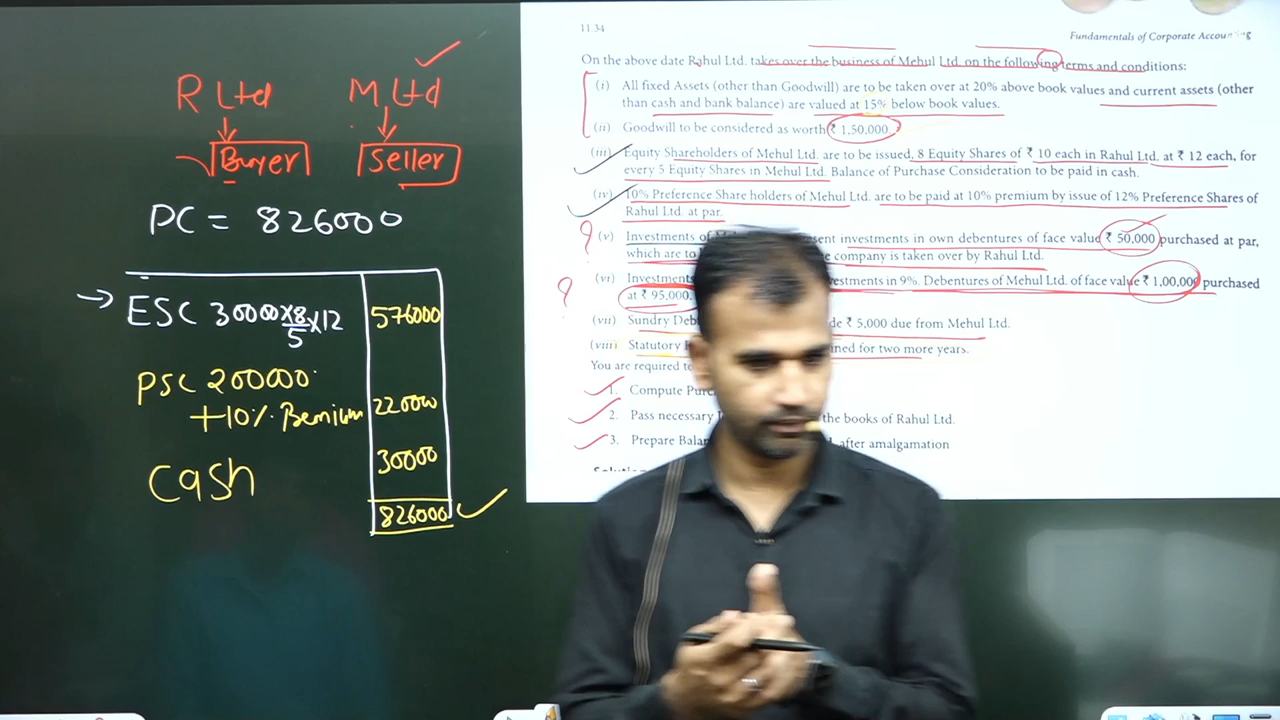 R Ltd M Ltd
Buyer Seller
PC = 826000
ESC 30000×8/5×12 576000
PSC 200000
+10% Premium 220000
Cash 30000
826000
11.34 Fundamentals of Corporate Accounting
On the above date Rahul Ltd. takes over the business of Mehul Ltd. on the following terms and conditions:
(i) All fixed Assets (other than Goodwill) are to be taken over at 20% above book values and current assets (other
than cash and bank balance) are valued at 15% below book values.
(ii) Goodwill to be considered as worth ₹ 1,50,000.
(iii) Equity Shareholders of Mehul Ltd. are to be issued, 8 Equity Shares of ₹ 10 each in Rahul Ltd. at ₹ 12 each, for
every 5 Equity Shares in Mehul Ltd. Balance of Purchase Consideration to be paid in cash.
(iv) 10% Preference Share holders of Mehul Ltd. are to be paid at 10% premium by issue of 12% Preference Shares of
Rahul Ltd. at par.
(v) Investments of investments in own debentures of face value ₹ 50,000 purchased at par,
which are to company is taken over by Rahul Ltd.
(vi) Investments in 9%. Debentures of Mehul Ltd. of face value ₹ 1,00,000 purchased
at ₹ 95,000.
(vii) Sundry ₹ 5,000 due from Mehul Ltd.
(viii) Statutory for two more years.
You are required
1. Compute
2. Pass necessary the books of Rahul Ltd.
3. Prepare after amalgamation